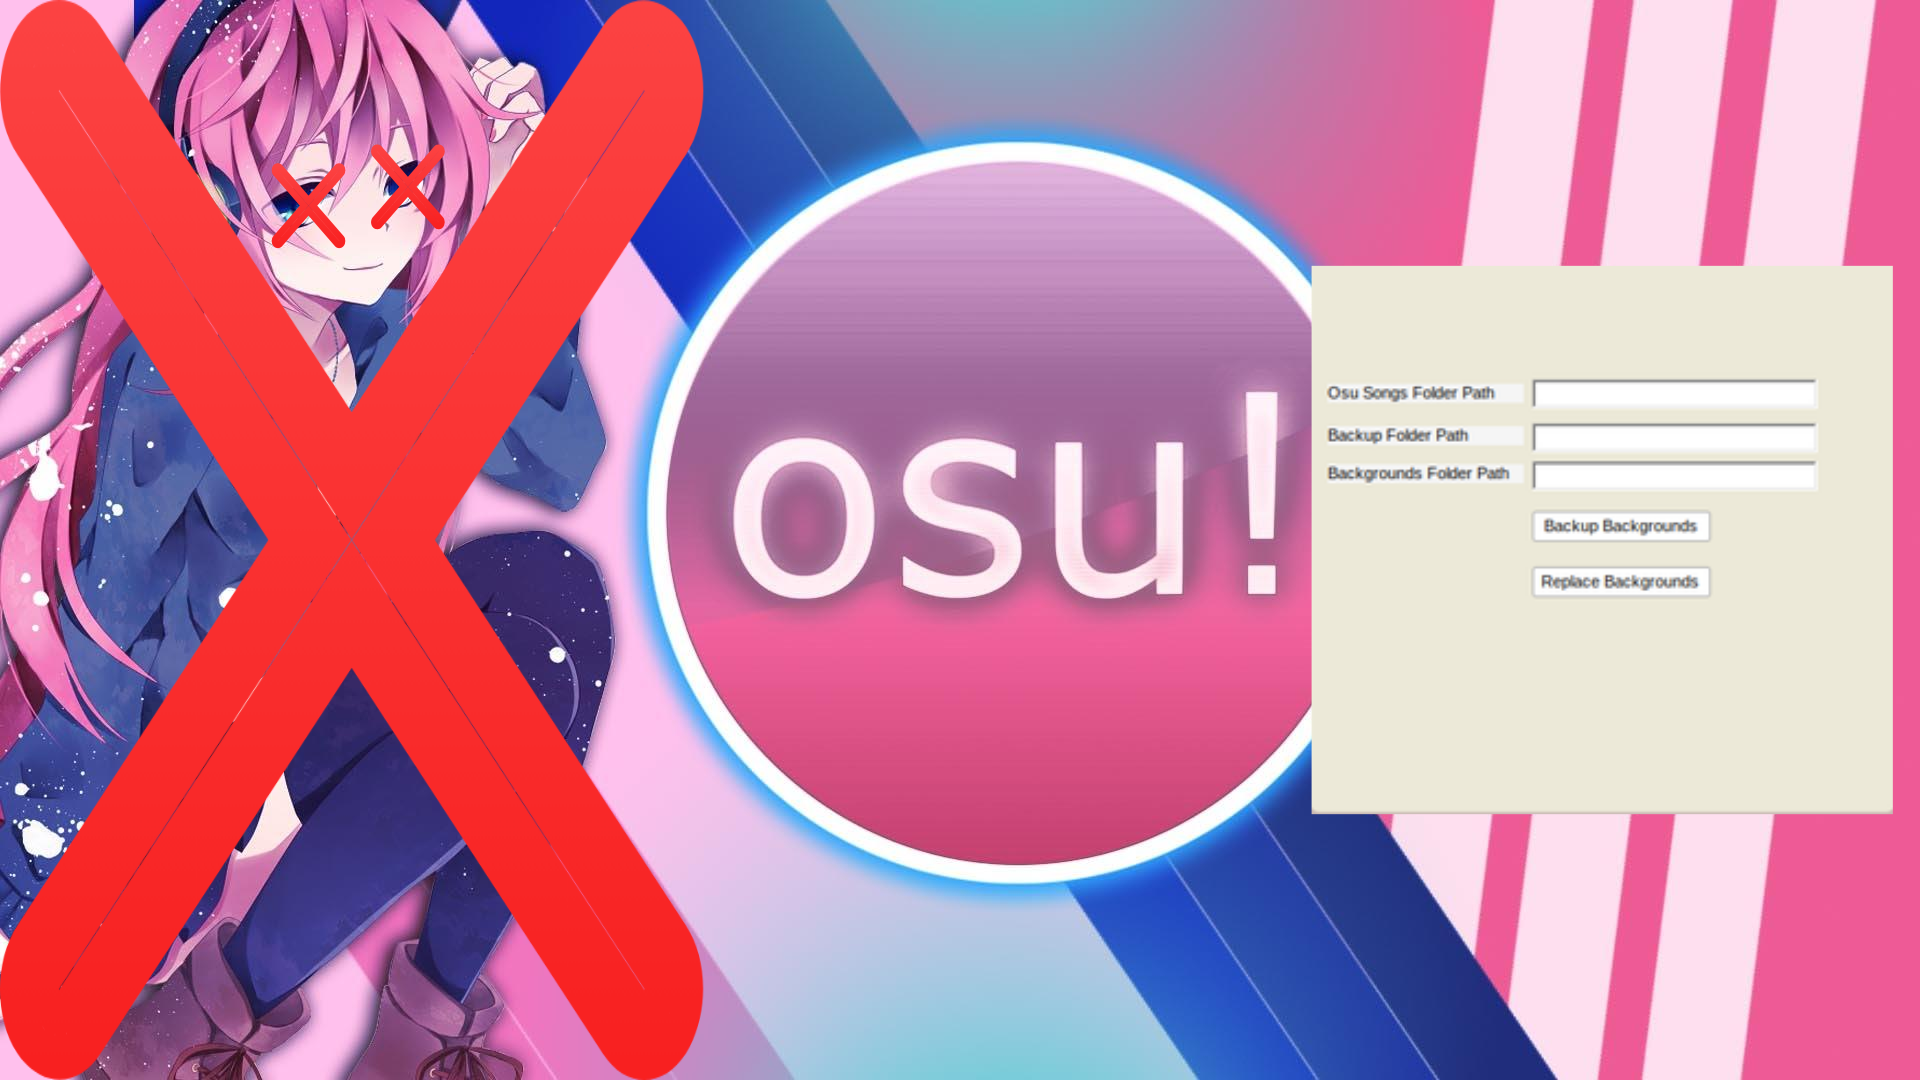 osu!
Osu Songs Folder Path
Backup Folder Path
Backgrounds Folder Path
Backup Backgrounds
Replace Backgrounds